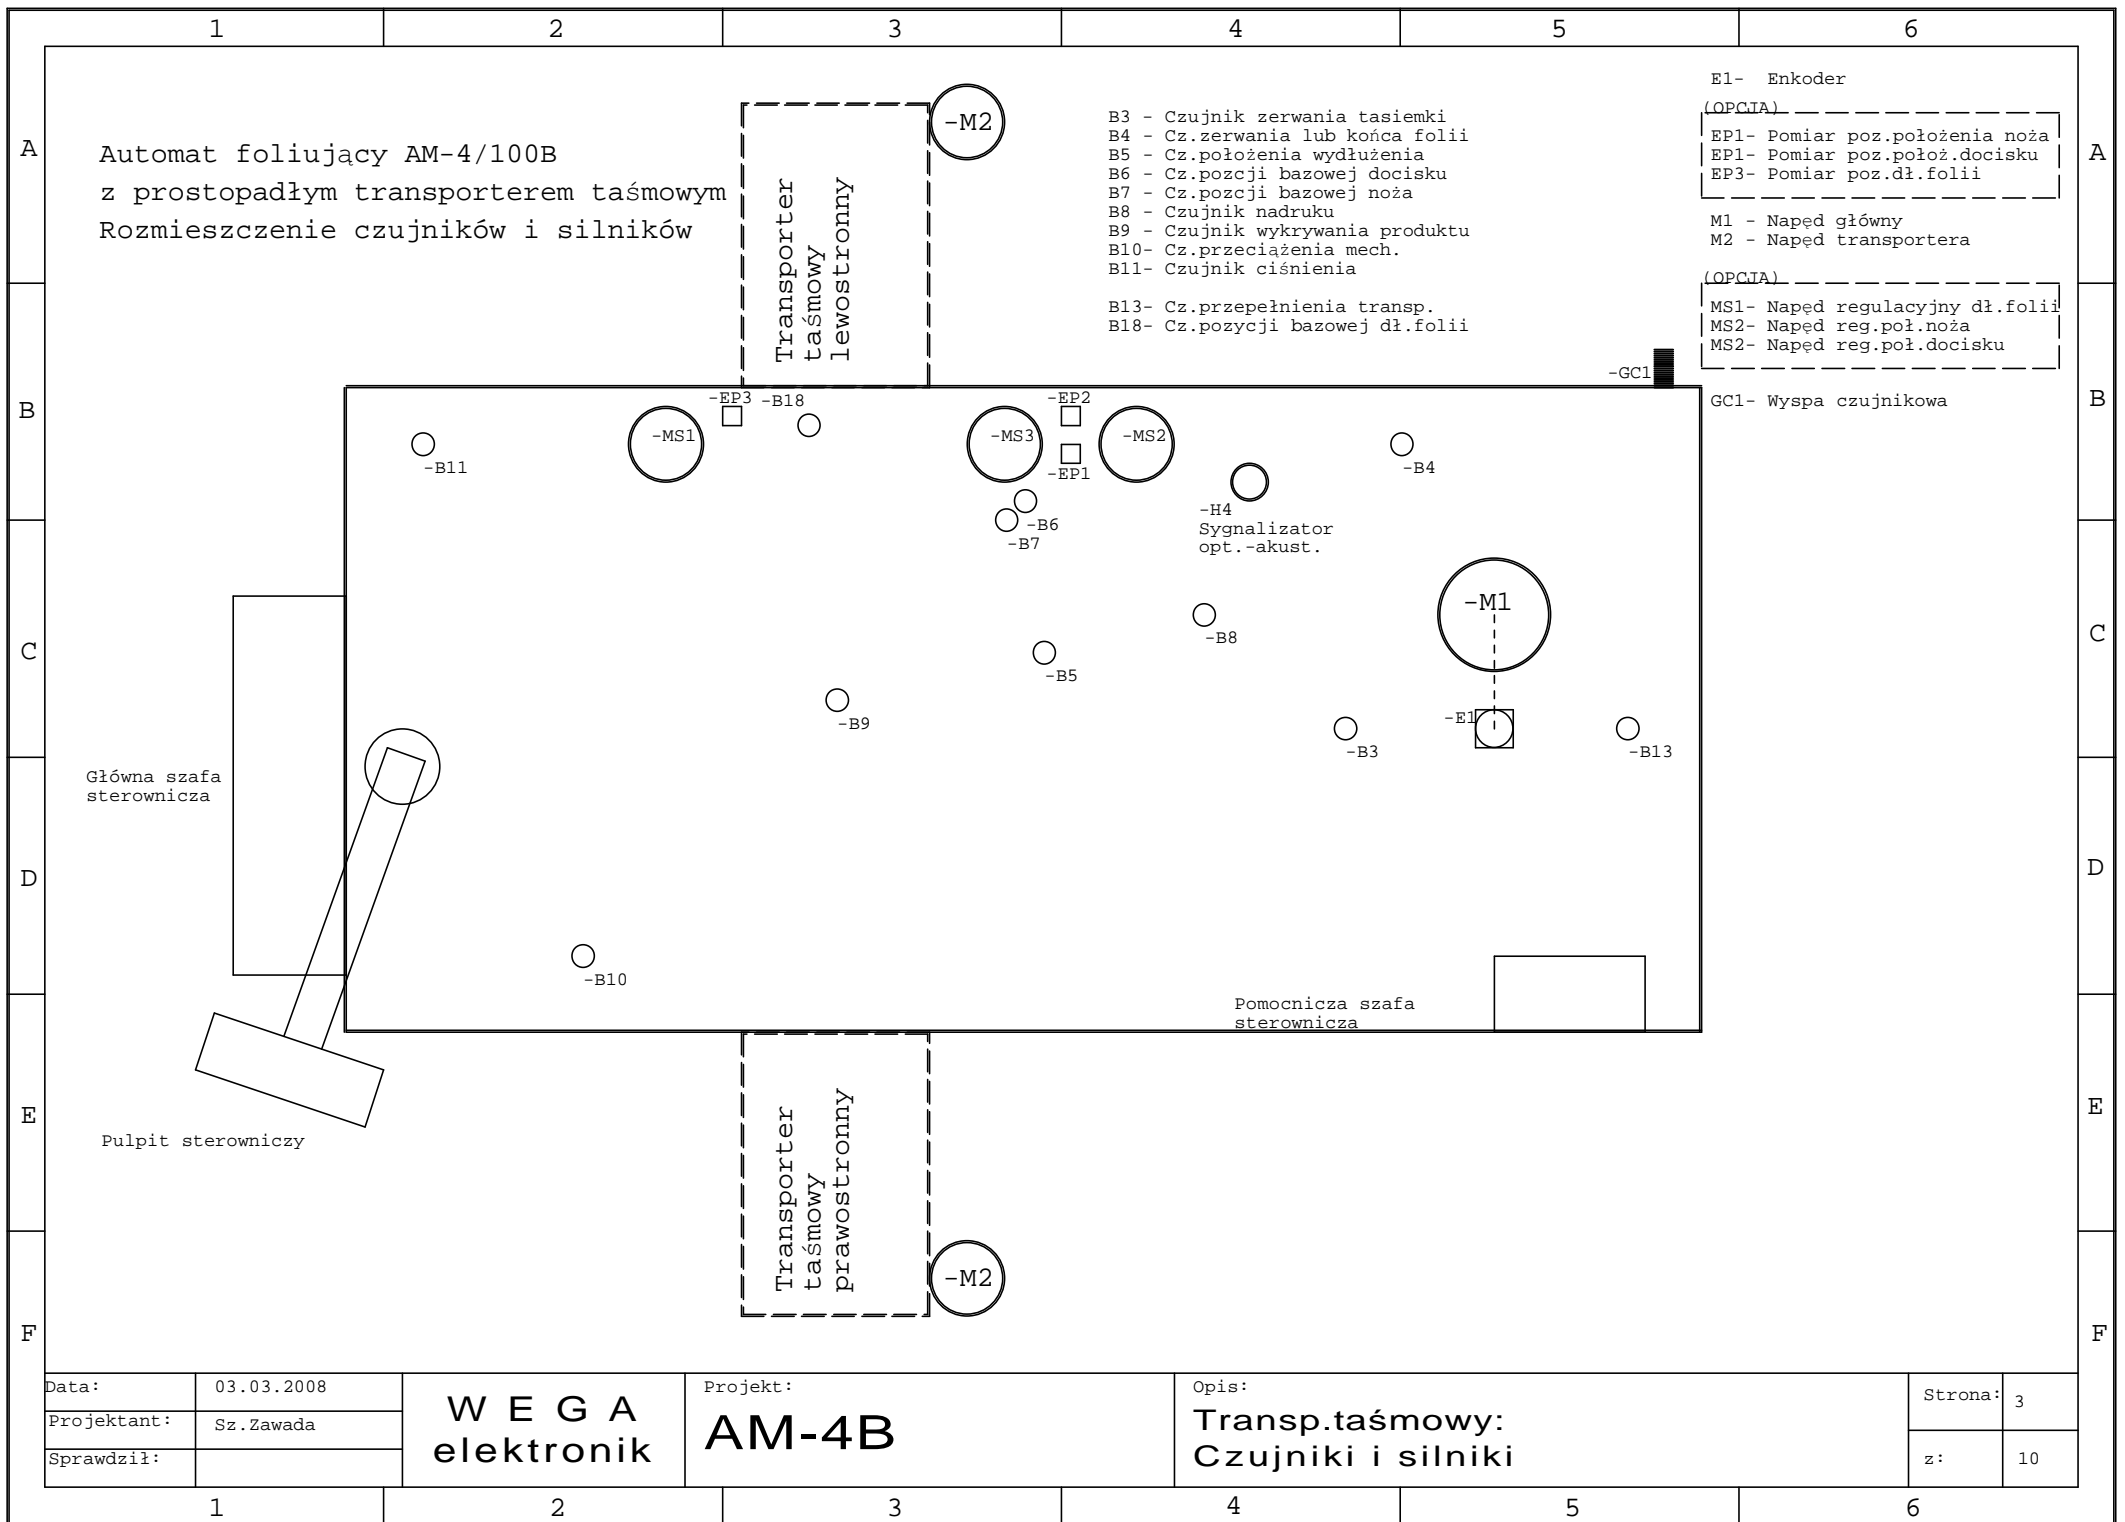 1 2 3 4 5 6
A
B
C
D
E
F
Automat foliujący AM-4/100B
z prostopadłym transporterem taśmowym
Rozmieszczenie czujników i silników
Transporter
taśmowy
lewostronny
-M2
B3 - Czujnik zerwania tasiemki
B4 - Cz.zerwania lub końca folii
B5 - Cz.położenia wydłużenia
B6 - Cz.pozcji bazowej docisku
B7 - Cz.pozcji bazowej noża
B8 - Czujnik nadruku
B9 - Czujnik wykrywania produktu
B10- Cz.przeciążenia mech.
B11- Czujnik ciśnienia
B13- Cz.przepełnienia transp.
B18- Cz.pozycji bazowej dł.folii
E1- Enkoder
(OPCJA)
EP1- Pomiar poz.położenia noża
EP1- Pomiar poz.położ.docisku
EP3- Pomiar poz.dł.folii
M1 - Napęd główny
M2 - Napęd transportera
(OPCJA)
MS1- Napęd regulacyjny dł.folii
MS2- Napęd reg.poł.noża
MS2- Napęd reg.poł.docisku
GC1- Wyspa czujnikowa
-GC1
-EP3 -B18
-EP2
-MS1
-MS3
-MS2
-B11
-EP1
-B4
-H4
Sygnalizator
opt.-akust.
-B6
-B7
-M1
-B8
-B5
-B9
-E1
-B3
-B13
Główna szafa
sterownicza
-B10
Pomocnicza szafa
sterownicza
Pulpit sterowniczy
Transporter
taśmowy
prawostronny
-M2
A
B
C
D
E
F
Data: 03.03.2008
Projektant: Sz.Zawada
Sprawdził:
W E G A
elektronik
Projekt:
AM-4B
Opis:
Transp.taśmowy:
Czujniki i silniki
Strona: 3
z: 10
1 2 3 4 5 6